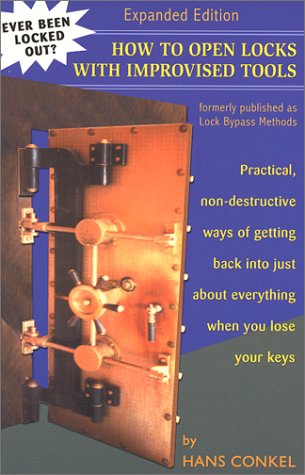 EVER BEEN
LOCKED
OUT?
Expanded Edition
HOW TO OPEN LOCKS
WITH IMPROVISED TOOLS
formerly published as
Lock Bypass Methods
Practical,
non-destructive
ways of getting
back into just
about everything
when you lose
your keys
by
HANS CONKEL